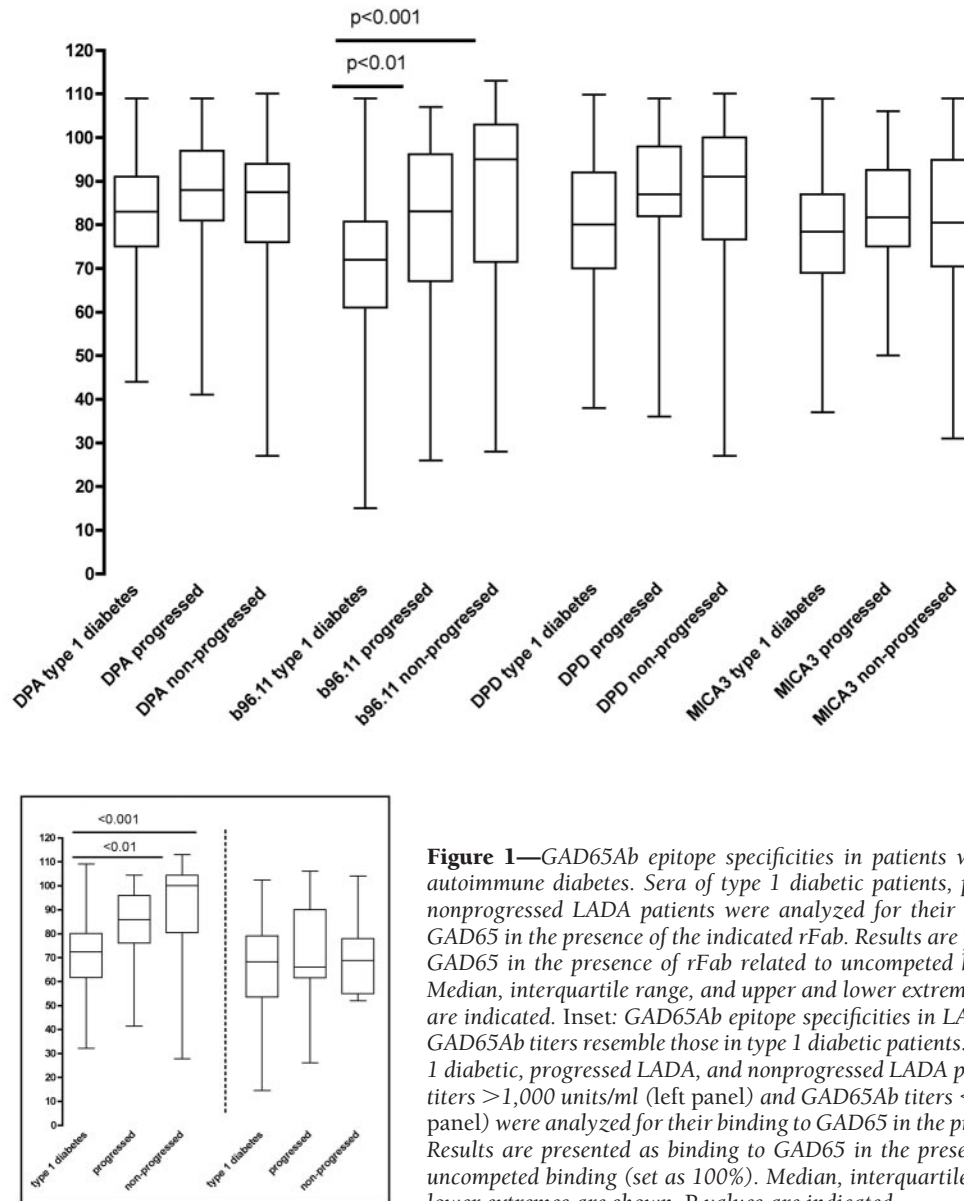 p<0.001
p<0.01
120
110
100
90
80
70
60
50
40
30
20
10
0
DPA type 1 diabetes
DPA progressed
DPA non-progressed
b96.11 type 1 diabetes
b96.11 progressed
b96.11 non-progressed
DPD type 1 diabetes
DPD progressed
DPD non-progressed
MICA3 type 1 diabetes
MICA3 progressed
MICA3 non-progressed
<0.001
<0.01
120
110
100
90
80
70
60
50
40
30
20
10
0
type 1 diabetes
progressed
non-progressed
type 1 diabetes
progressed
non-progressed
Figure 1—GAD65Ab epitope specificities in patients
autoimmune diabetes. Sera of type 1 diabetic patients,
nonprogressed LADA patients were analyzed for their
GAD65 in the presence of the indicated rFab. Results are
GAD65 in the presence of rFab related to uncompeted
Median, interquartile range, and upper and lower extrem
are indicated. Inset: GAD65Ab epitope specificities in
GAD65Ab titers resemble those in type 1 diabetic patients.
1 diabetic, progressed LADA, and nonprogressed LADA
titers >1,000 units/ml (left panel) and GAD65Ab titers <
panel) were analyzed for their binding to GAD65 in the
Results are presented as binding to GAD65 in the
uncompeted binding (set as 100%). Median, interquartile
lower extremes are shown. P values are indicated.